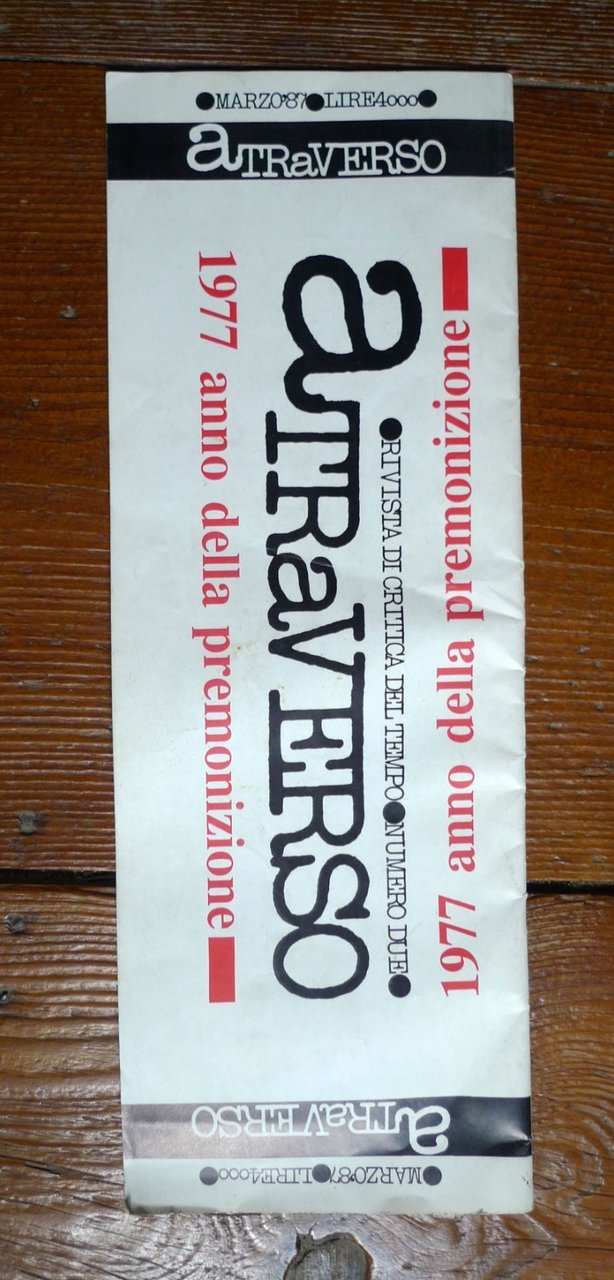 ●MARZO'87●LIRE4000●
aTRaVERSO
1977 anno della premonizione
●RIVISTA DI CRITICA DEL TEMPO●NUMERO DUE●
aTRaVERSO
1977 anno della premonizione
aTRaVERSO
●MARZO'87●LIRE4000●